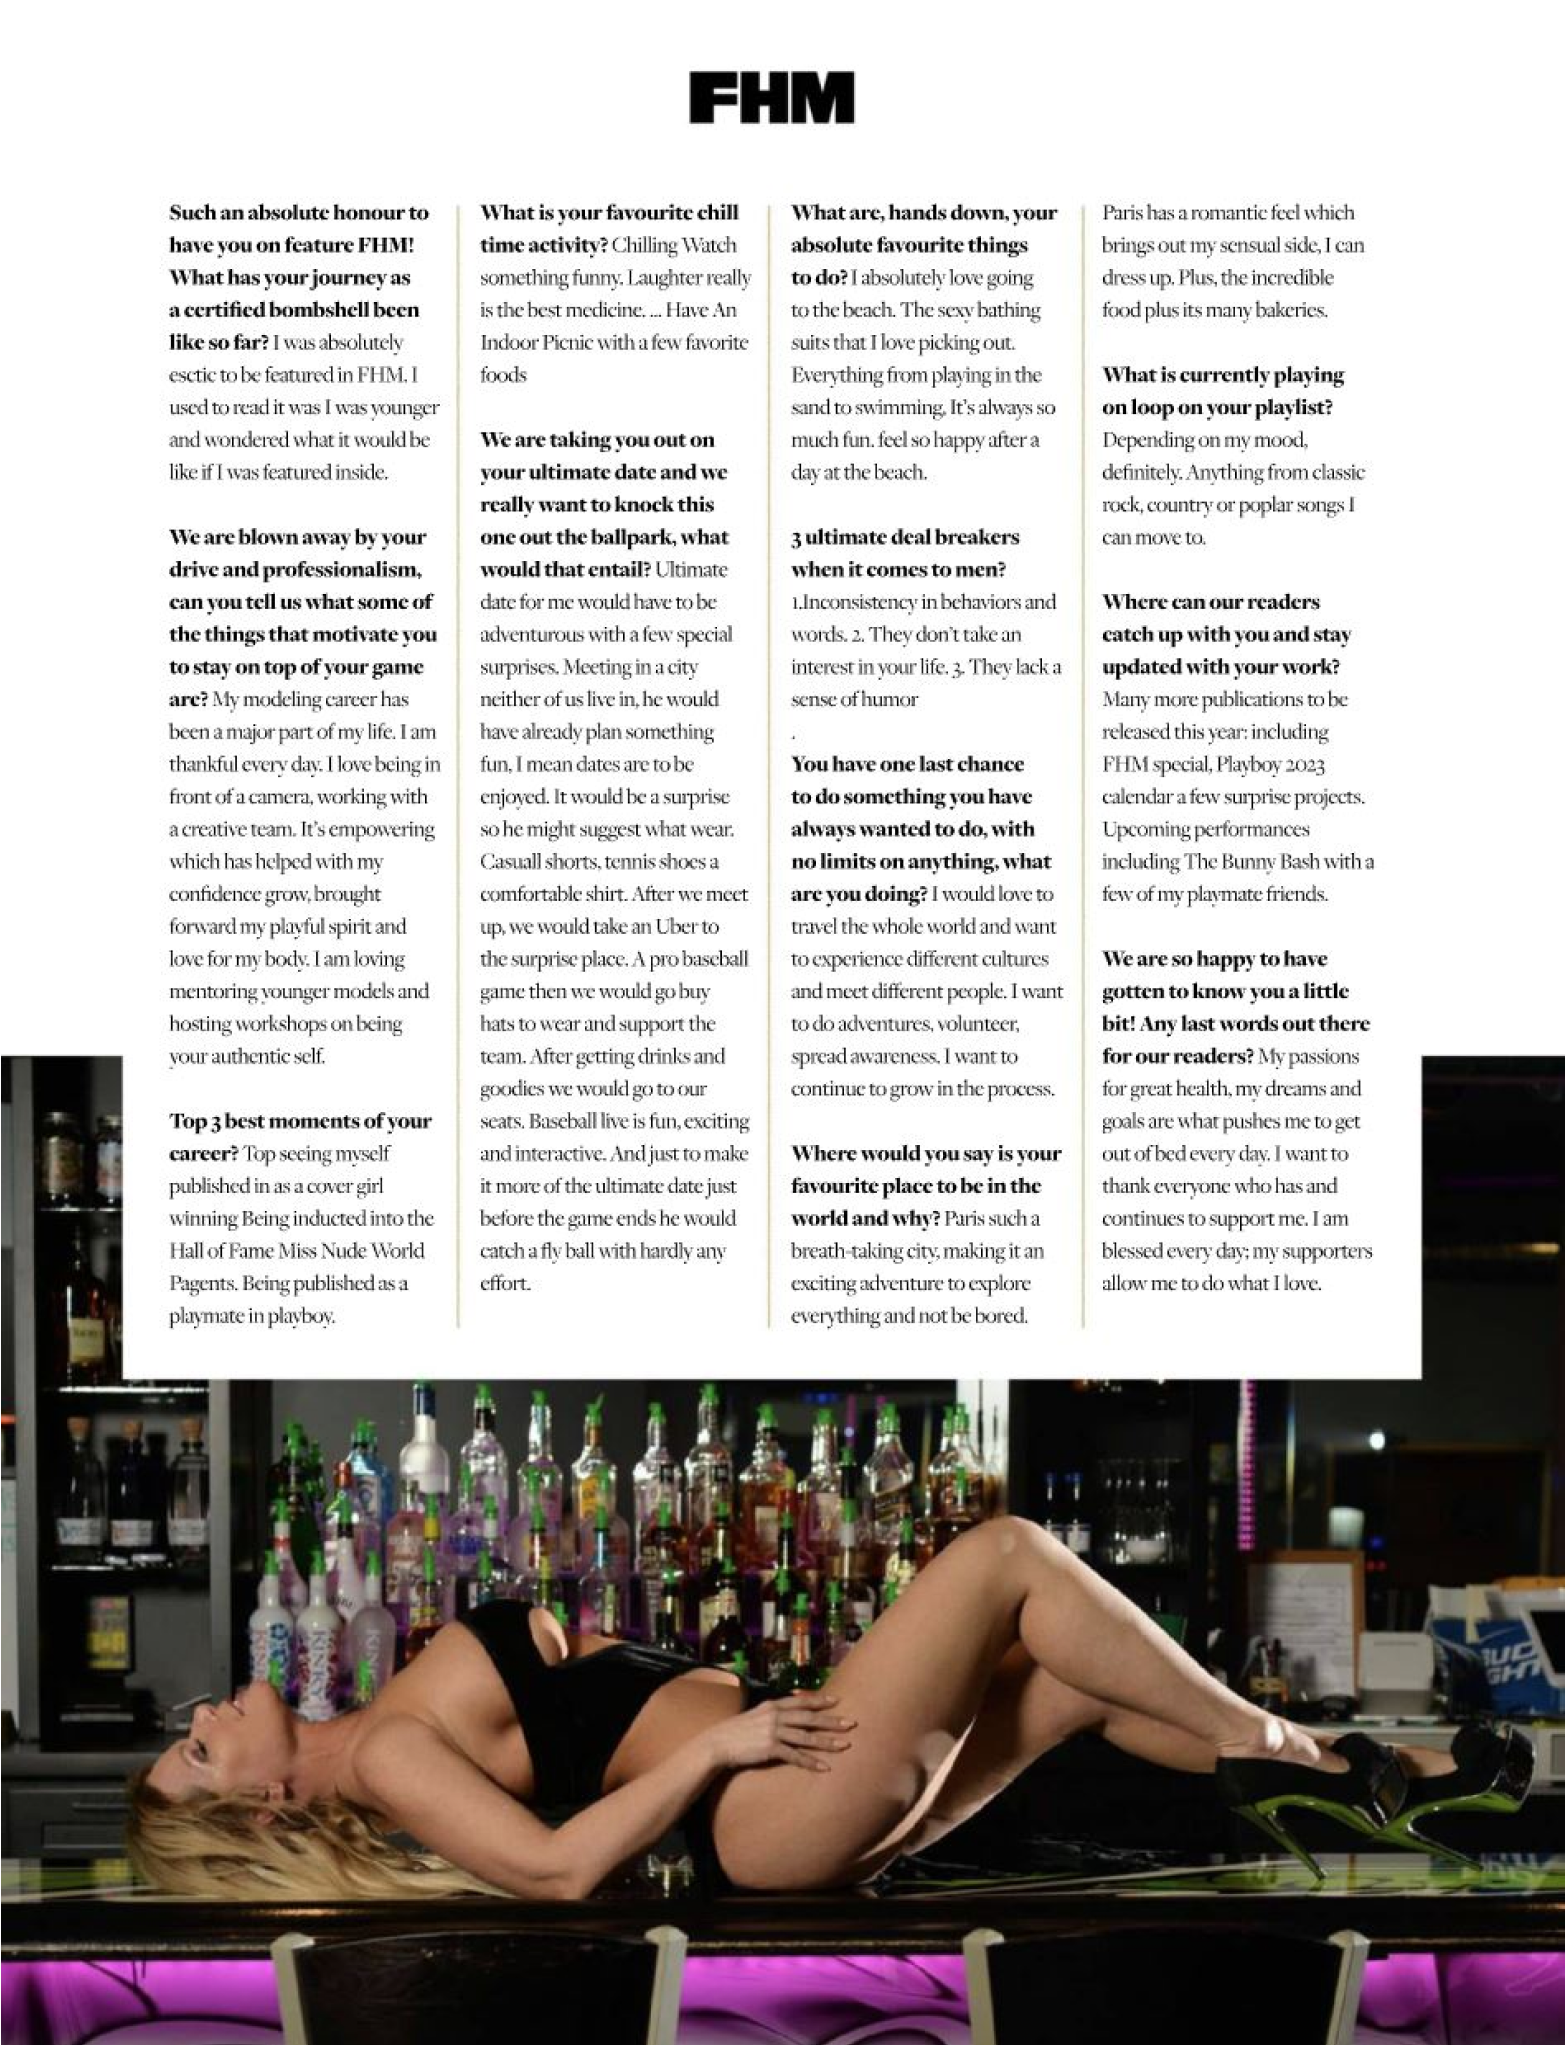 FHM
Such an absolute honour to
have you on feature FHM!
What has your journey as
a certified bombshell been
like so far? I was absolutely
esctic to be featured in FHM. I
used to read it was I was younger
and wondered what it would be
like if I was featured inside.
We are blown away by your
drive and professionalism,
can you tell us what some of
the things that motivate you
to stay on top of your game
are? My modeling career has
been a major part of my life. I am
thankful every day. I love being in
front of a camera, working with
a creative team. It's empowering
which has helped with my
confidence grow, brought
forward my playful spirit and
love for my body. I am loving
mentoring younger models and
hosting workshops on being
your authentic self.
Top 3 best moments of your
career? Top seeing myself
published in as a cover girl
winning Being inducted into the
Hall of Fame Miss Nude World
Pagents. Being published as a
playmate in playboy.
What is your favourite chill
time activity? Chilling Watch
something funny. Laughter really
is the best medicine. ... Have An
Indoor Picnic with a few favorite
foods
We are taking you out on
your ultimate date and we
really want to knock this
one out the ballpark, what
would that entail? Ultimate
date for me would have to be
adventurous with a few special
surprises. Meeting in a city
neither of us live in, he would
have already plan something
fun, I mean dates are to be
enjoyed. It would be a surprise
so he might suggest what wear.
Casuall shorts, tennis shoes a
comfortable shirt. After we meet
up, we would take an Uber to
the surprise place. A pro baseball
game then we would go buy
hats to wear and support the
team. After getting drinks and
goodies we would go to our
seats. Baseball live is fun, exciting
and interactive. And just to make
it more of the ultimate date just
before the game ends he would
catch a fly ball with hardly any
effort.
What are, hands down, your
absolute favourite things
to do? I absolutely love going
to the beach. The sexy bathing
suits that I love picking out.
Everything from playing in the
sand to swimming, It's always so
much fun. feel so happy after a
day at the beach.
3 ultimate deal breakers
when it comes to men?
1.Inconsistency in behaviors and
words. 2. They don't take an
interest in your life. 3. They lack a
sense of humor
.
You have one last chance
to do something you have
always wanted to do, with
no limits on anything, what
are you doing? I would love to
travel the whole world and want
to experience different cultures
and meet different people. I want
to do adventures, volunteer,
spread awareness. I want to
continue to grow in the process.
Where would you say is your
favourite place to be in the
world and why? Paris such a
breath-taking city, making it an
exciting adventure to explore
everything and not be bored.
Paris has a romantic feel which
brings out my sensual side, I can
dress up. Plus, the incredible
food plus its many bakeries.
What is currently playing
on loop on your playlist?
Depending on my mood,
definitely. Anything from classic
rock, country or poplar songs I
can move to.
Where can our readers
catch up with you and stay
updated with your work?
Many more publications to be
released this year: including
FHM special, Playboy 2023
calendar a few surprise projects.
Upcoming performances
including The Bunny Bash with a
few of my playmate friends.
We are so happy to have
gotten to know you a little
bit! Any last words out there
for our readers? My passions
for great health, my dreams and
goals are what pushes me to get
out of bed every day. I want to
thank everyone who has and
continues to support me. I am
blessed every day; my supporters
allow me to do what I love.
BUD